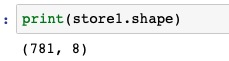 : print(store1.shape)
(781, 8)